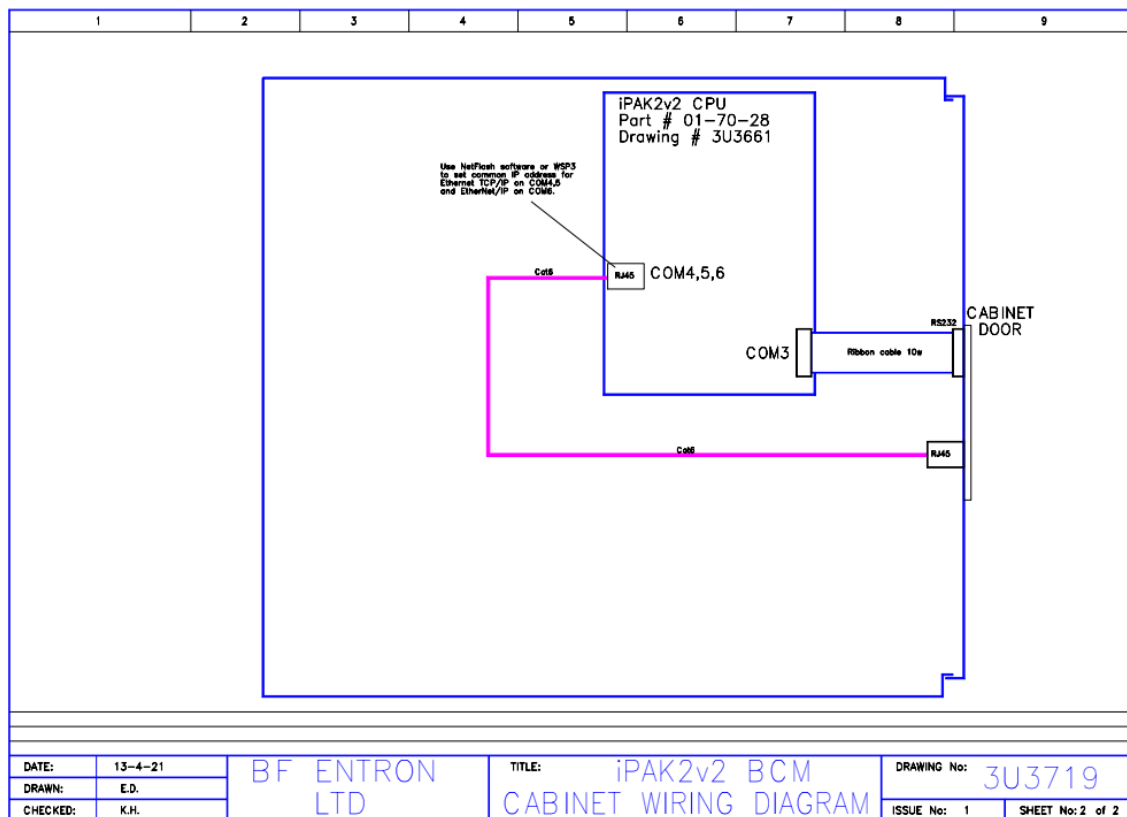 1 2 3 4 5 6 7 8 9
iPAK2v2 CPU
Part # 01-70-28
Drawing # 3U3661
Use NetFlash software or WSP3
to set common IP address for
Ethernet TCP/IP on COM4,5
and EtherNet/IP on COM6.
Cat6
RJ45
COM4,5,6
COM3
Ribbon cable 10w
RS232
CABINET
DOOR
Cat6
RJ45
DATE: 13-4-21
DRAWN: E.D.
CHECKED: K.H.
BF ENTRON
LTD
TITLE: iPAK2v2 BCM
CABINET WIRING DIAGRAM
DRAWING No: 3U3719
ISSUE No: 1 SHEET No: 2 of 2